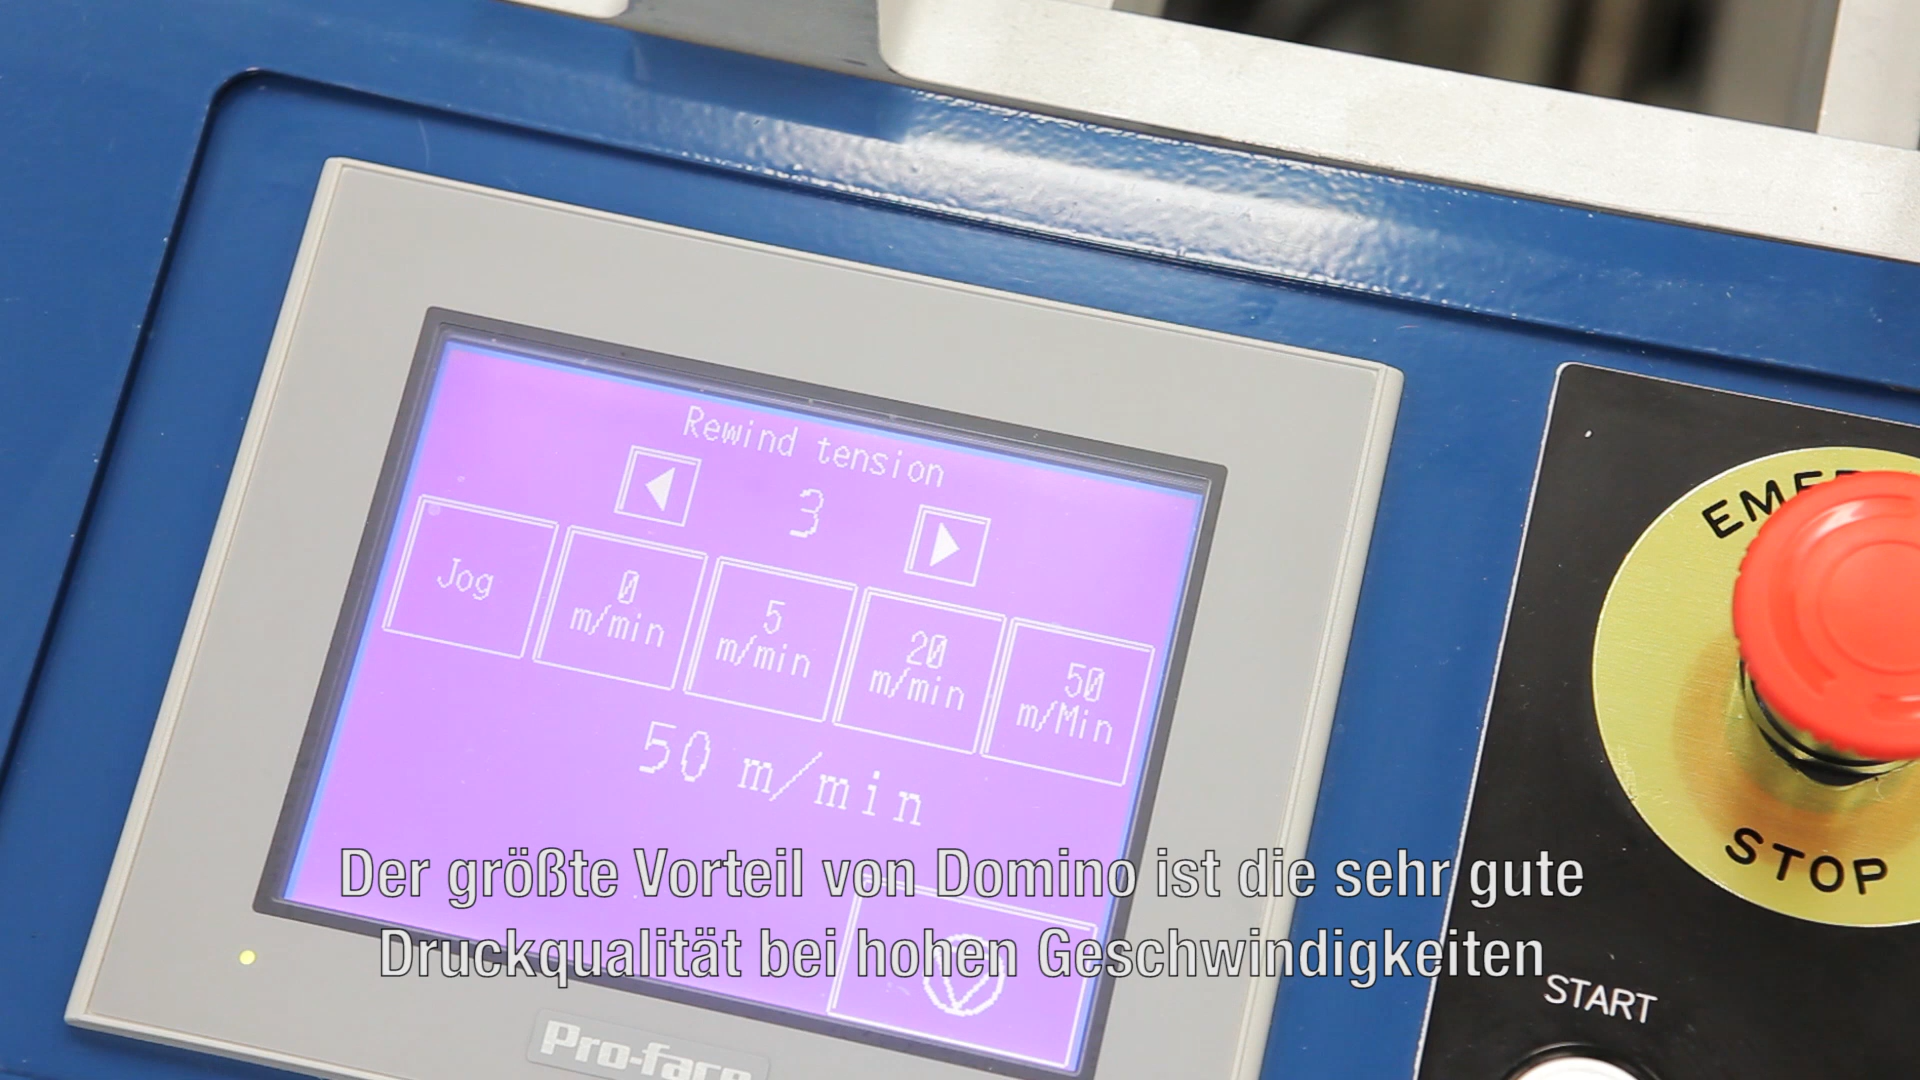 Rewind tension
3
Jog
0
m/min
5
m/min
20
m/min
50
m/Min
50 m/min
STOP
START
Pro-face
Der größte Vorteil von Domino ist die sehr gute
Druckqualität bei hohen Geschwindigkeiten